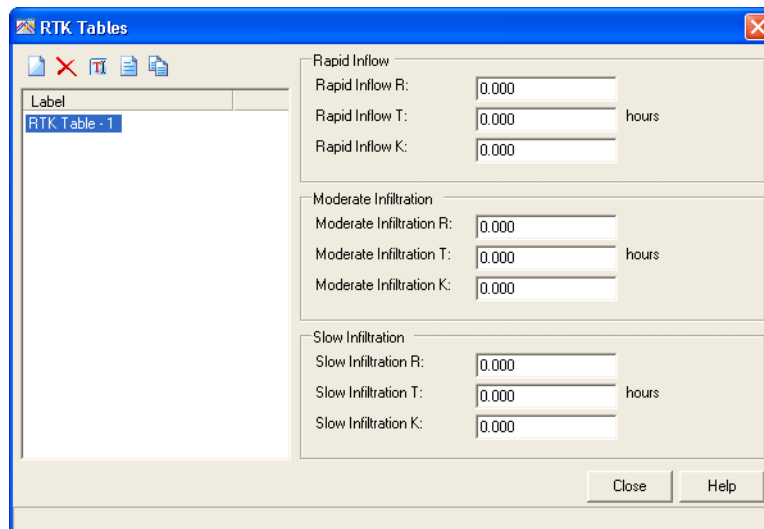 RTK Tables
Label
RTK Table - 1
Rapid Inflow
Rapid Inflow R: 0.000
Rapid Inflow T: 0.000 hours
Rapid Inflow K: 0.000
Moderate Infiltration
Moderate Infiltration R: 0.000
Moderate Infiltration T: 0.000 hours
Moderate Infiltration K: 0.000
Slow Infiltration
Slow Infiltration R: 0.000
Slow Infiltration T: 0.000 hours
Slow Infiltration K: 0.000
Close Help